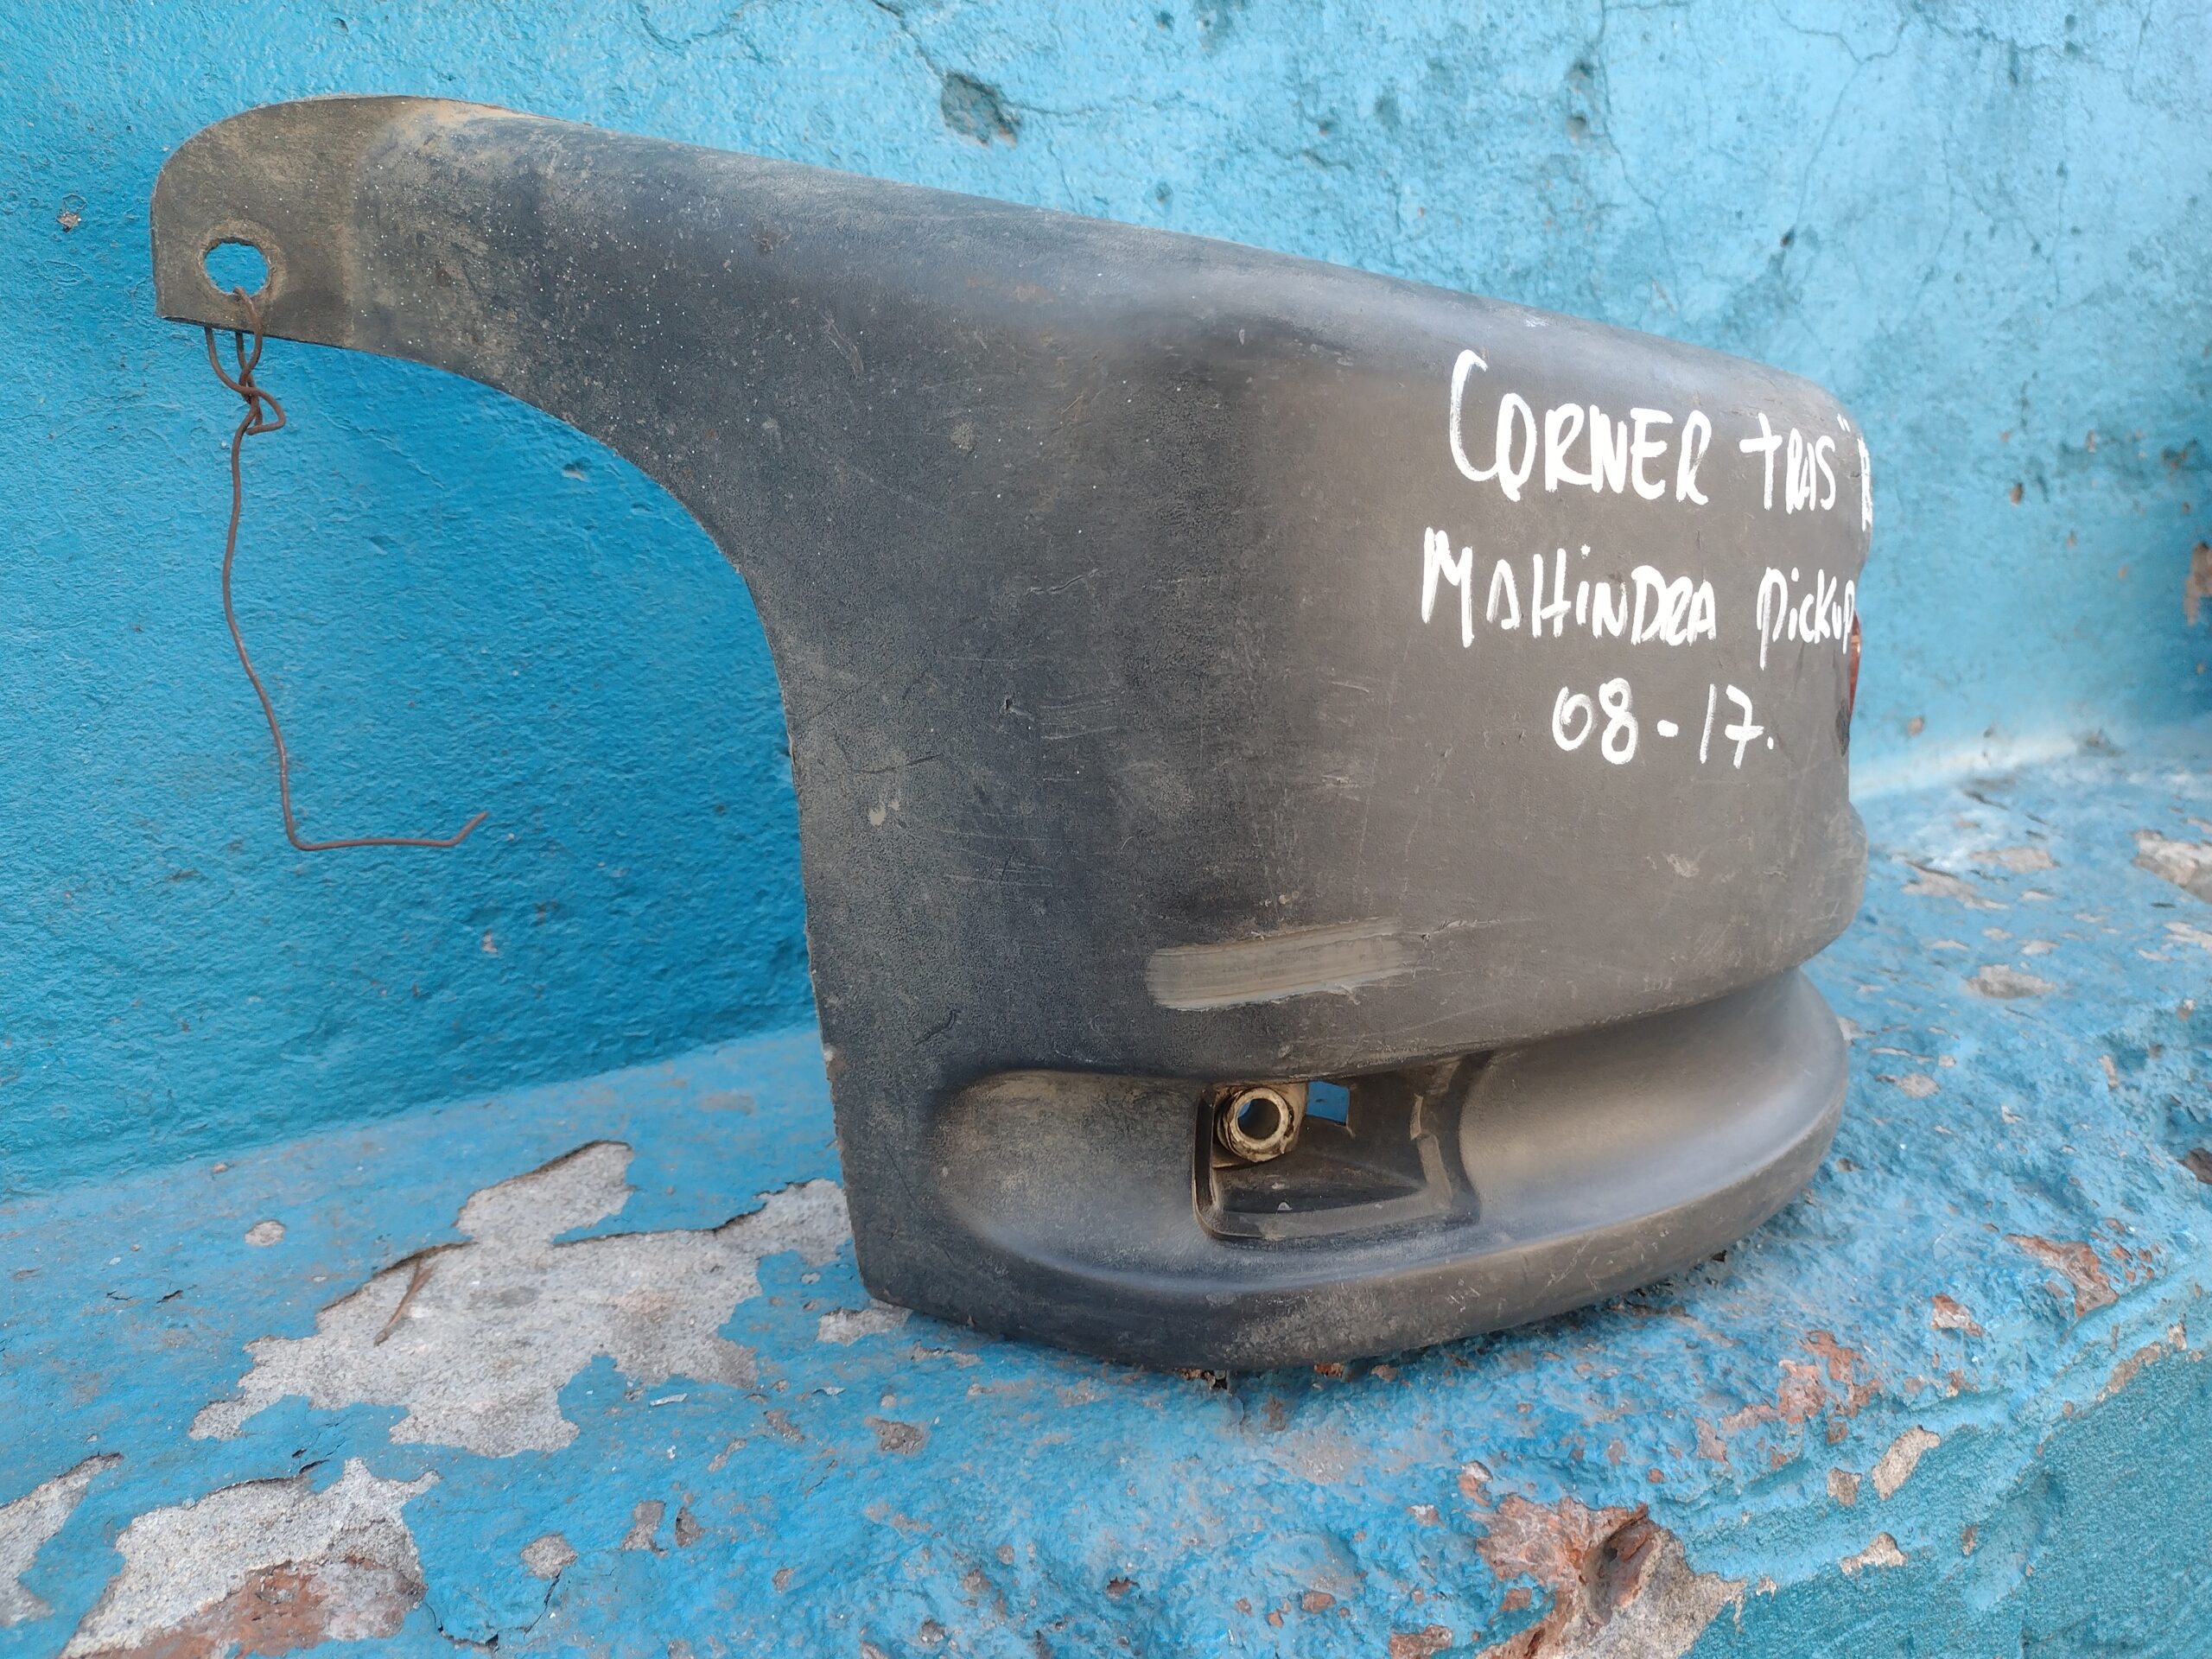 CORNER TRAS "R
MAHiNDRA PickUP
08-17.